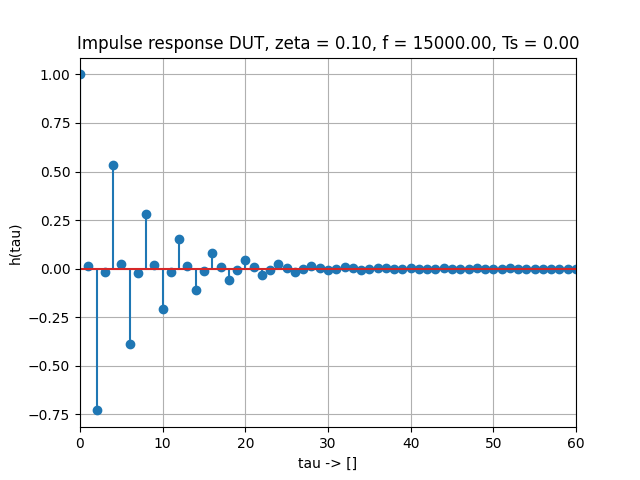 Impulse response DUT, zeta = 0.10, f = 15000.00, Ts = 0.00
1.00
0.75
0.50
0.25
0.00
−0.25
−0.50
−0.75
h(tau)
0 10 20 30 40 50 60
tau -> []